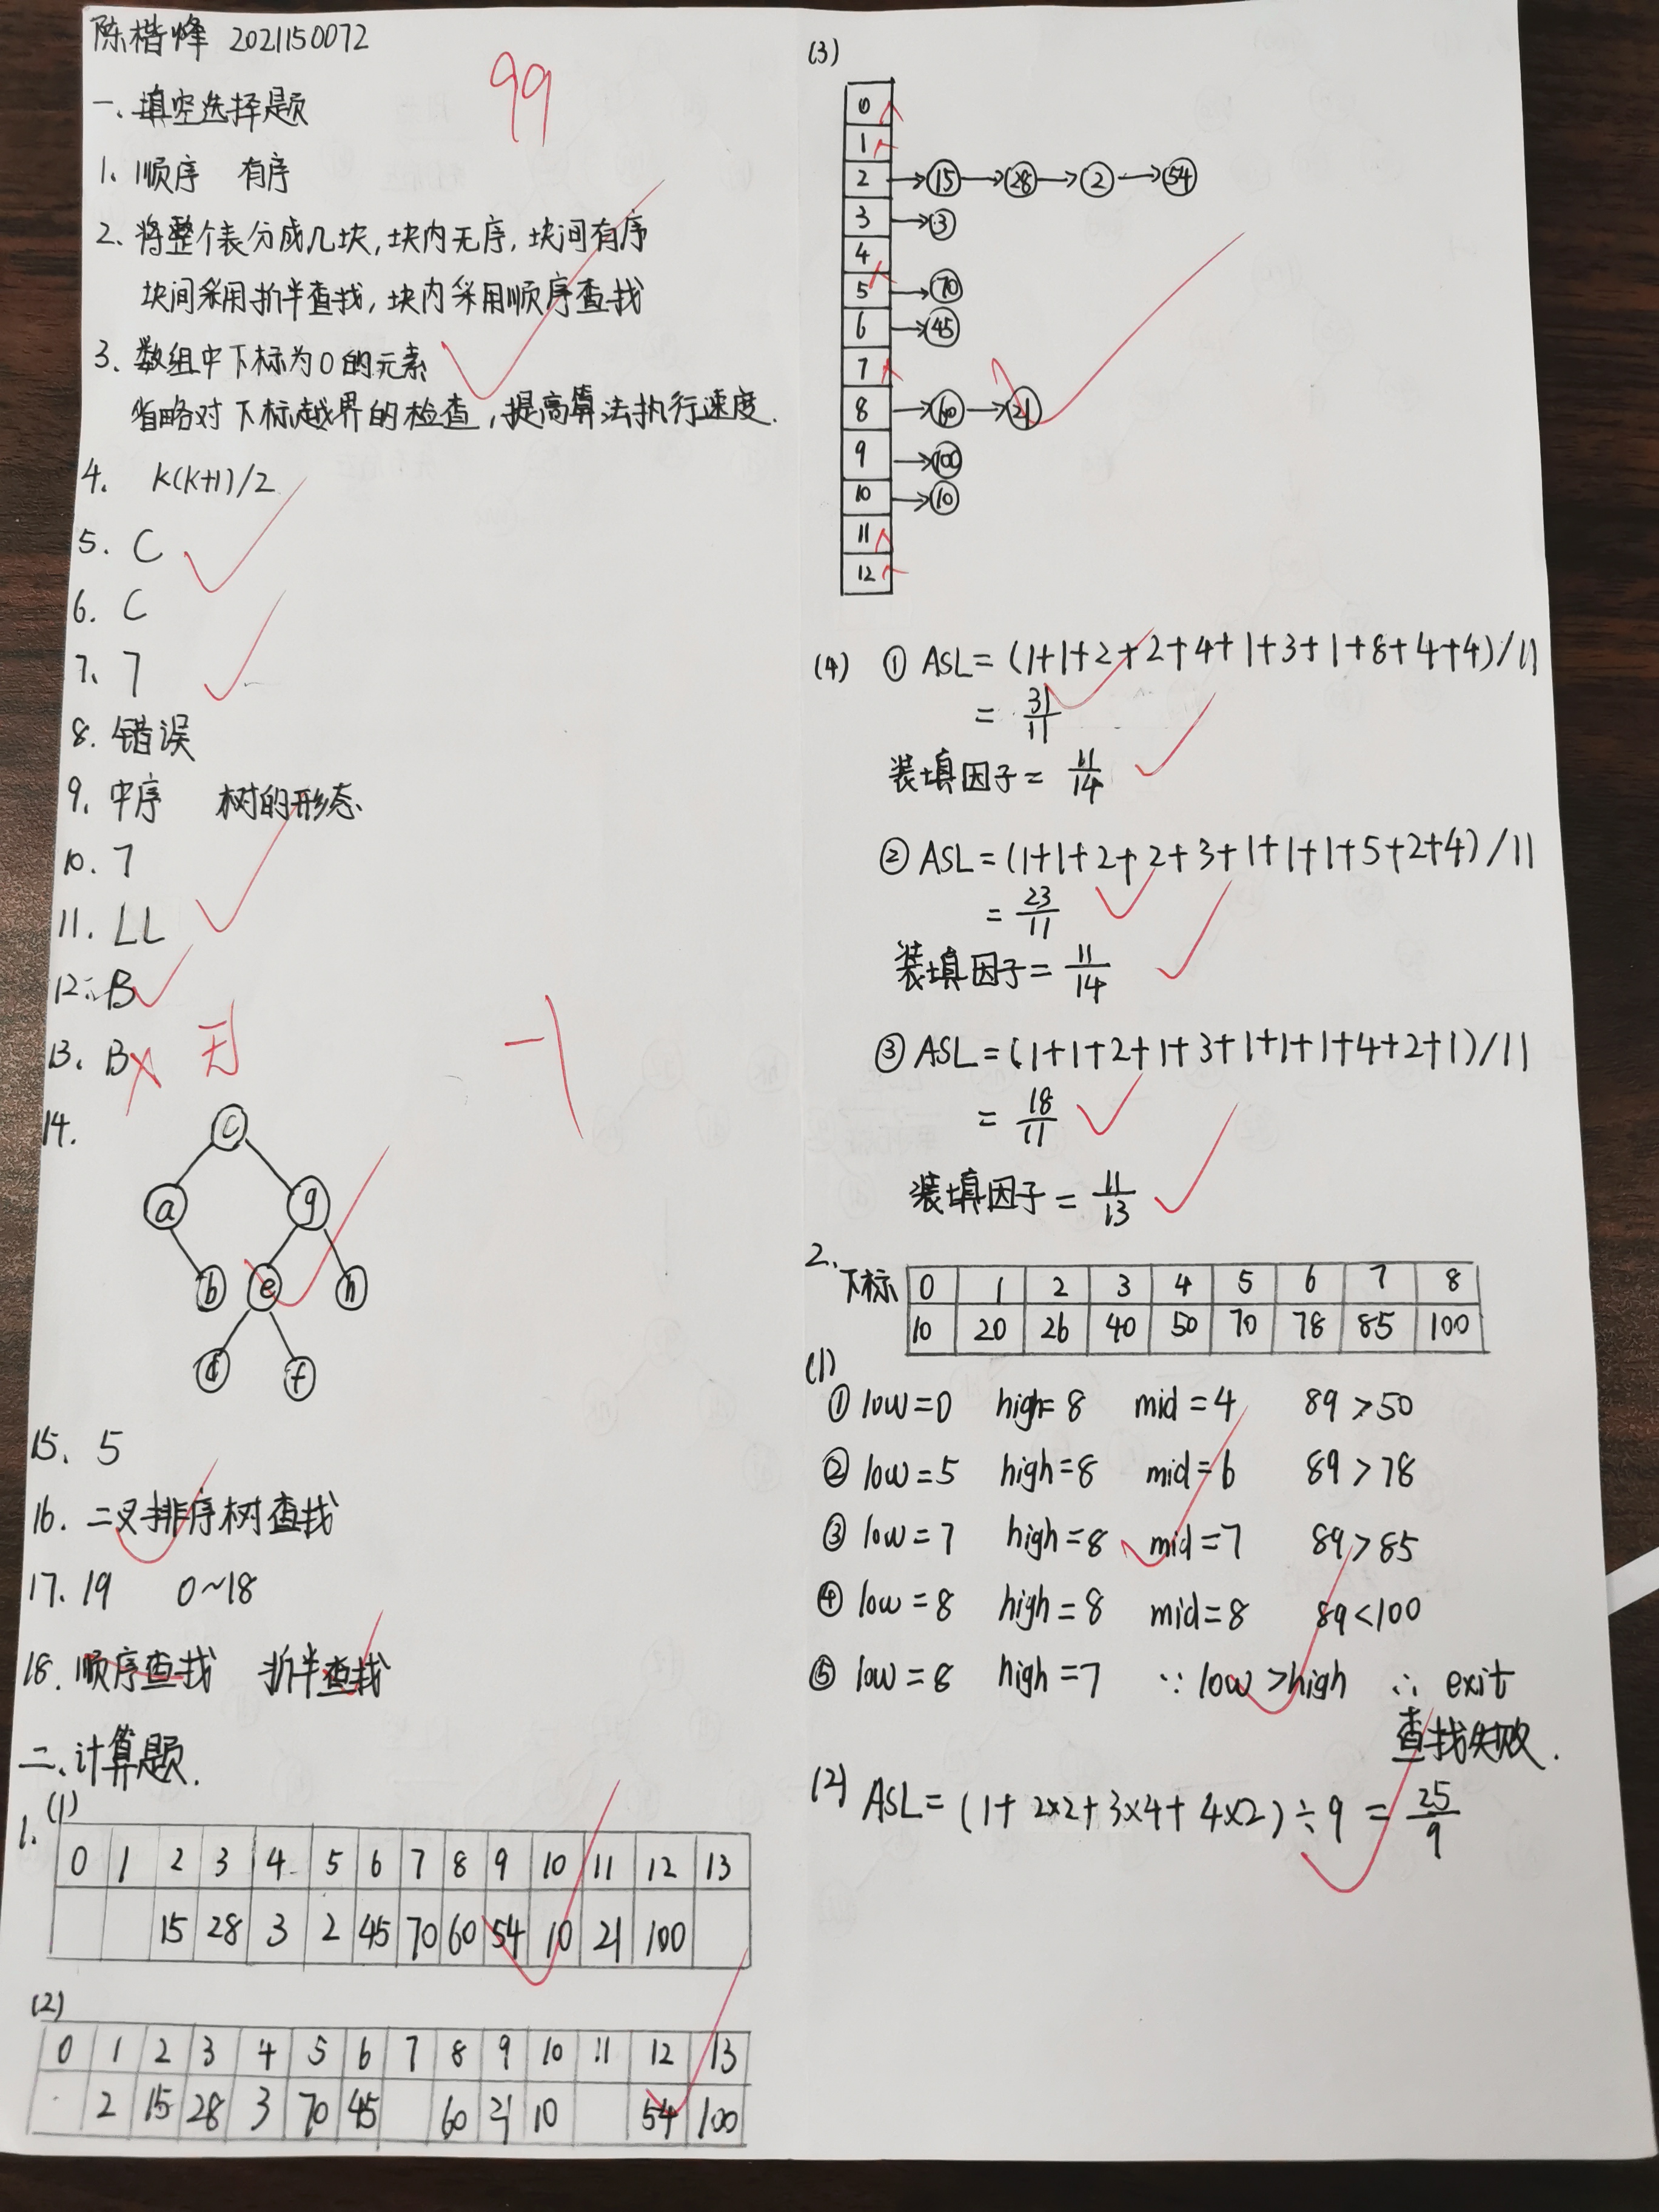 陈楷烽 2021150072
99
一、填空选择题
1、顺序 有序
2、将整个表分成几块,块内无序,块间有序
块间采用折半查找,块内采用顺序查找
3、数组中下标为0的元素
省略对下标越界的检查,提高算法执行速度.
4. K(K+1)/2
5. C
6. C
7、7
8. 错误
9、中序 树的形态
10. 7
11. LL
12: B
13、B 无
-1
14.
c
a g
b e h
d f
15、5
16、二叉排序树查找
17. 19 0~18
18. 顺序查找 折半查找
二、计算题.
1. (1)
0 1 2 3 4 5 6 7 8 9 10 11 12 13
15 28 3 2 45 70 60 54 10 21 100
(2)
0 1 2 3 4 5 6 7 8 9 10 11 12 13
2 15 28 3 70 45 60 21 10 54 100
(3)
0
1
2 →15→28→2→54
3 →3
4
5 →70
6 →45
7
8 →60→21
9 →100
10 →10
11
12
(4) ① ASL=(1+1+2+2+4+1+3+1+8+4+4)/11
= 31/11
装填因子= 11/14
② ASL=(1+1+2+2+3+1+1+1+5+2+4)/11
= 23/11
装填因子= 11/14
③ ASL=(1+1+2+1+3+1+1+1+4+2+1)/11
= 18/11
装填因子= 11/13
2. 下标 0 1 2 3 4 5 6 7 8
10 20 26 40 50 70 78 85 100
(1)
① low=0 high=8 mid=4 89>50
② low=5 high=8 mid=6 89>78
③ low=7 high=8 mid=7 89>85
④ low=8 high=8 mid=8 89<100
⑤ low=8 high=7 ∵ low>high ∴ exit
查找失败.
(2) ASL=(1+2×2+3×4+4×2)÷9=25/9